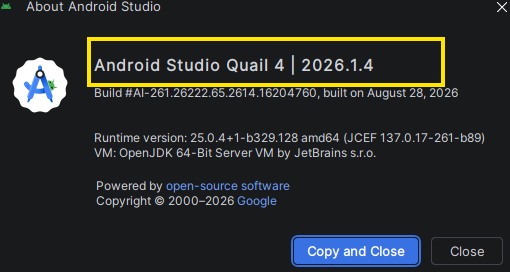 About Android Studio
Android Studio Quail 4 | 2026.1.4
Build #AI-261.26222.65.2614.16204760, built on August 28, 2026
Runtime version: 25.0.4+1-b329.128 amd64 (JCEF 137.0.17-261-b89)
VM: OpenJDK 64-Bit Server VM by JetBrains s.r.o.
Powered by open-source software
Copyright © 2000–2026 Google
Copy and Close
Close